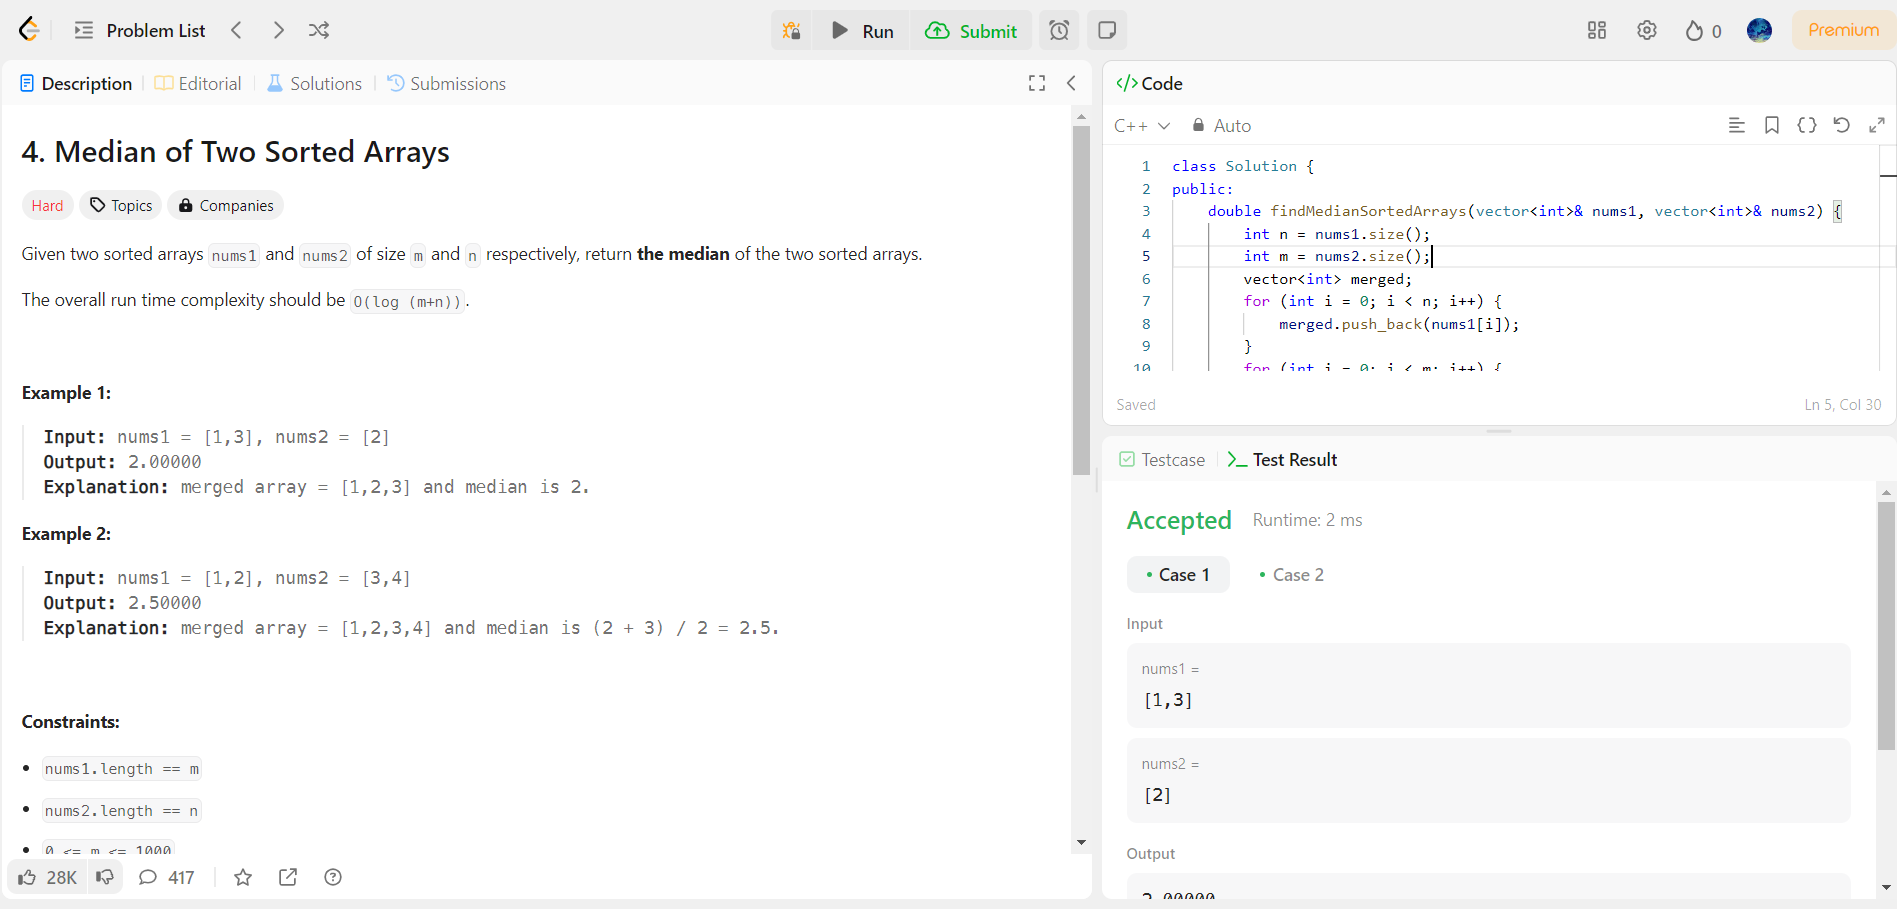 Problem List
Run
Submit
0
Premium
Description
Editorial
Solutions
Submissions
4. Median of Two Sorted Arrays
Hard
Topics
Companies
Given two sorted arrays nums1 and nums2 of size m and n respectively, return the median of the two sorted arrays.
The overall run time complexity should be O(log (m+n)).
Example 1:
Input: nums1 = [1,3], nums2 = [2]
Output: 2.00000
Explanation: merged array = [1,2,3] and median is 2.
Example 2:
Input: nums1 = [1,2], nums2 = [3,4]
Output: 2.50000
Explanation: merged array = [1,2,3,4] and median is (2 + 3) / 2 = 2.5.
Constraints:
nums1.length == m
nums2.length == n
0 <= m <= 1000
28K
417
Code
C++
Auto
1 class Solution {
2 public:
3 double findMedianSortedArrays(vector<int>& nums1, vector<int>& nums2) {
4 int n = nums1.size();
5 int m = nums2.size();
6 vector<int> merged;
7 for (int i = 0; i < n; i++) {
8 merged.push_back(nums1[i]);
9 }
10 for (int i = 0; i < m; i++) {
Saved
Ln 5, Col 30
Testcase
Test Result
Accepted
Runtime: 2 ms
Case 1
Case 2
Input
nums1 =
[1,3]
nums2 =
[2]
Output
2.00000